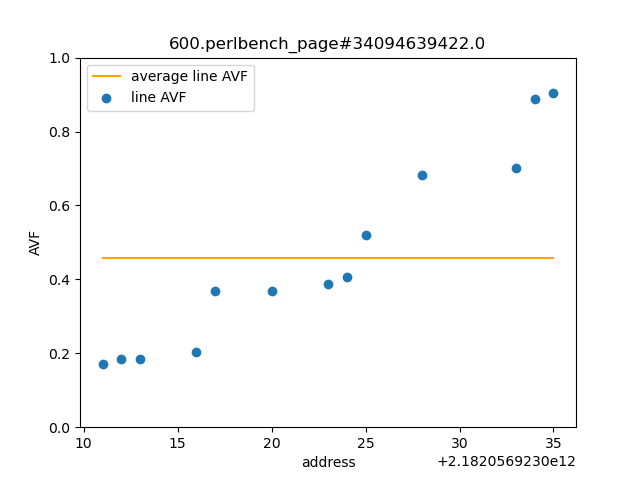 600.perlbench_page#34094639422.0
average line AVF
line AVF
AVF
1.0
0.8
0.6
0.4
0.2
0.0
10 15 20 25 30 35
address
+2.1820569230e12